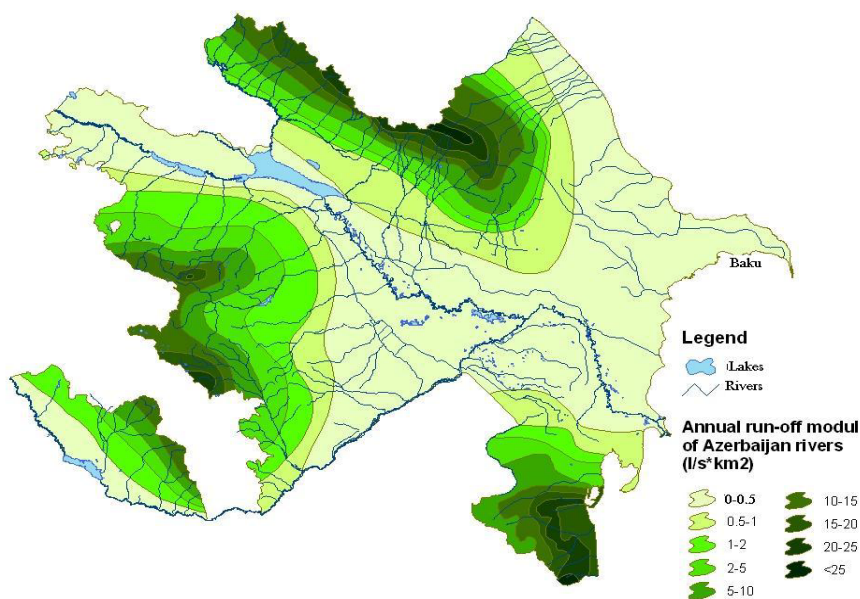 Baku
Legend
Lakes
Rivers
Annual run-off modul
of Azerbaijan rivers
(l/s*km2)
0-0.5
0.5-1
1-2
2-5
5-10
10-15
15-20
20-25
<25